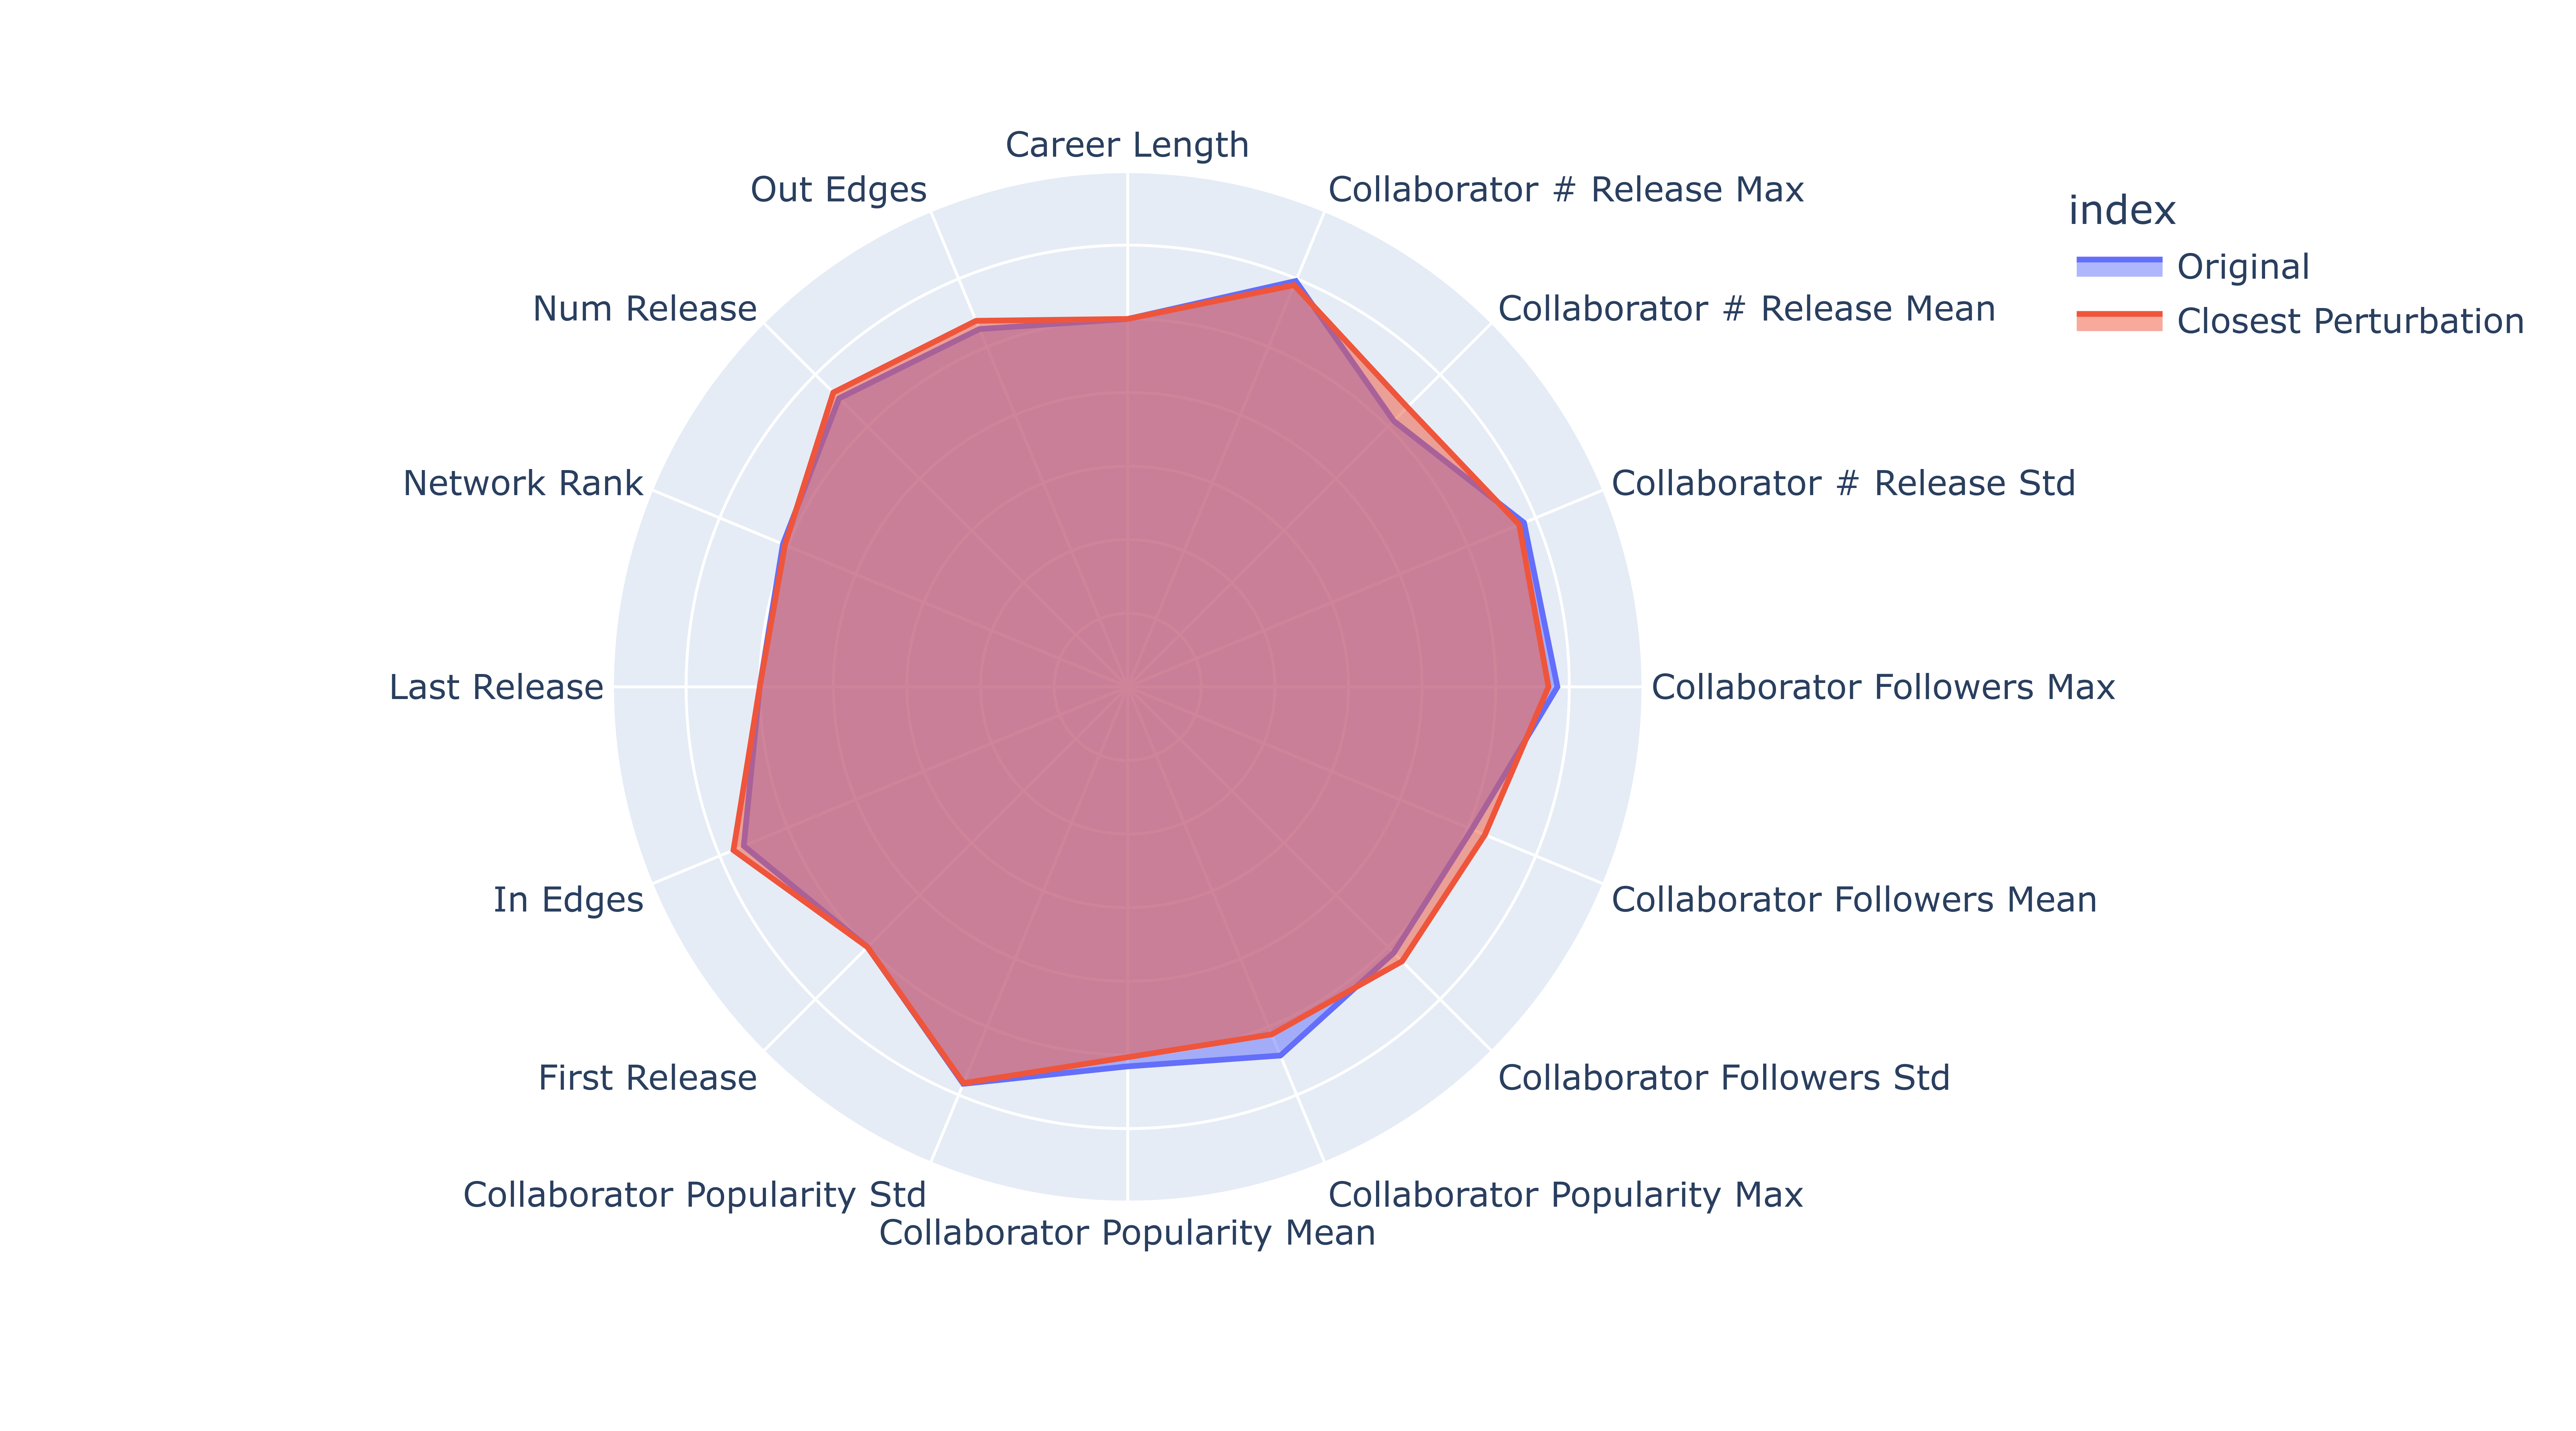 Career Length
Out Edges
Collaborator # Release Max
index
Original
Num Release
Collaborator # Release Mean
Closest Perturbation
Network Rank
Collaborator # Release Std
Last Release
Collaborator Followers Max
In Edges
Collaborator Followers Mean
First Release
Collaborator Followers Std
Collaborator Popularity Std
Collaborator Popularity Max
Collaborator Popularity Mean